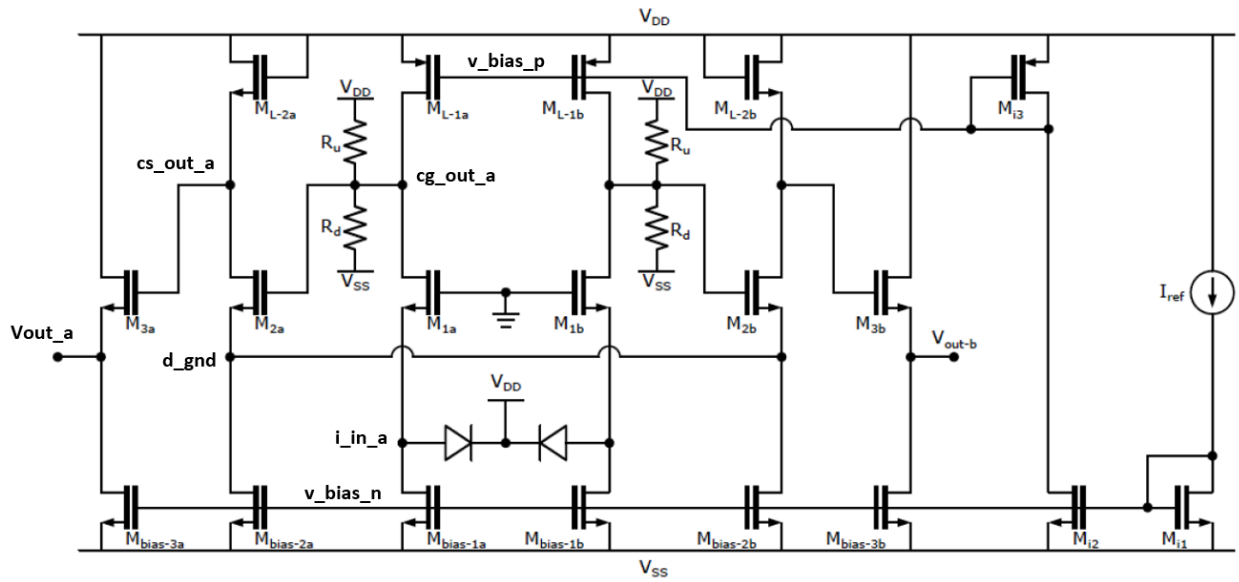 V_DD
v_bias_p
M_L-2a
V_DD
M_L-1a
M_L-1b
V_DD
M_L-2b
M_i3
R_u
R_u
cs_out_a
cg_out_a
R_d
R_d
V_SS
V_SS
I_ref
M_3a
M_2a
M_1a
M_1b
M_2b
M_3b
Vout_a
d_gnd
V_out-b
V_DD
i_in_a
v_bias_n
M_bias-3a
M_bias-2a
M_bias-1a
M_bias-1b
M_bias-2b
M_bias-3b
M_i2
M_i1
V_SS